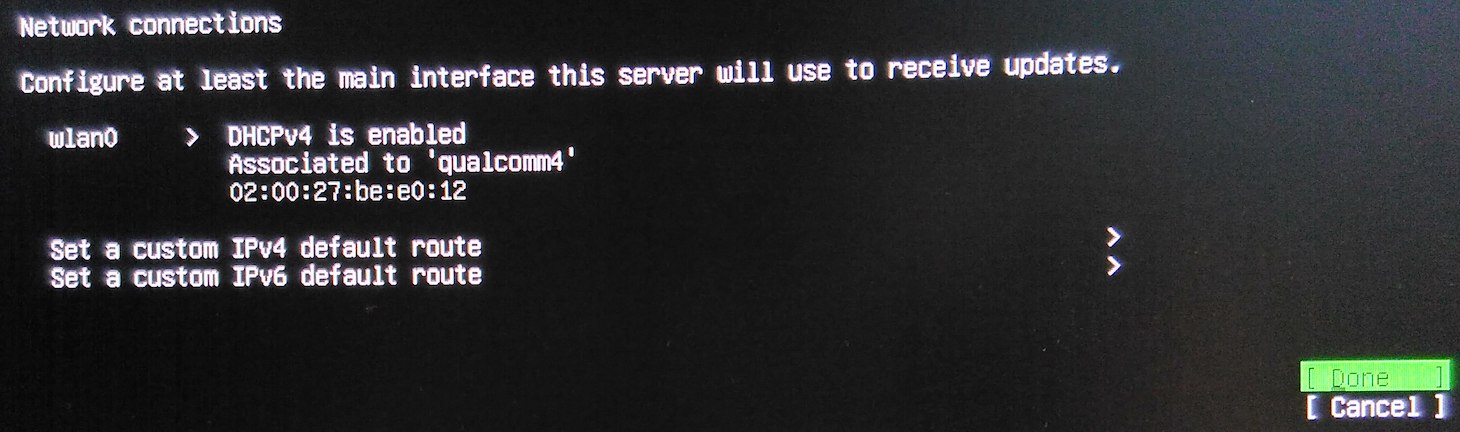 Network connections
Configure at least the main interface this server will use to receive updates.
wlan0 > DHCPv4 is enabled
Associated to 'qualcomm4'
02:00:27:be:e0:12
Set a custom IPv4 default route >
Set a custom IPv6 default route >
[ Done ]
[ Cancel ]